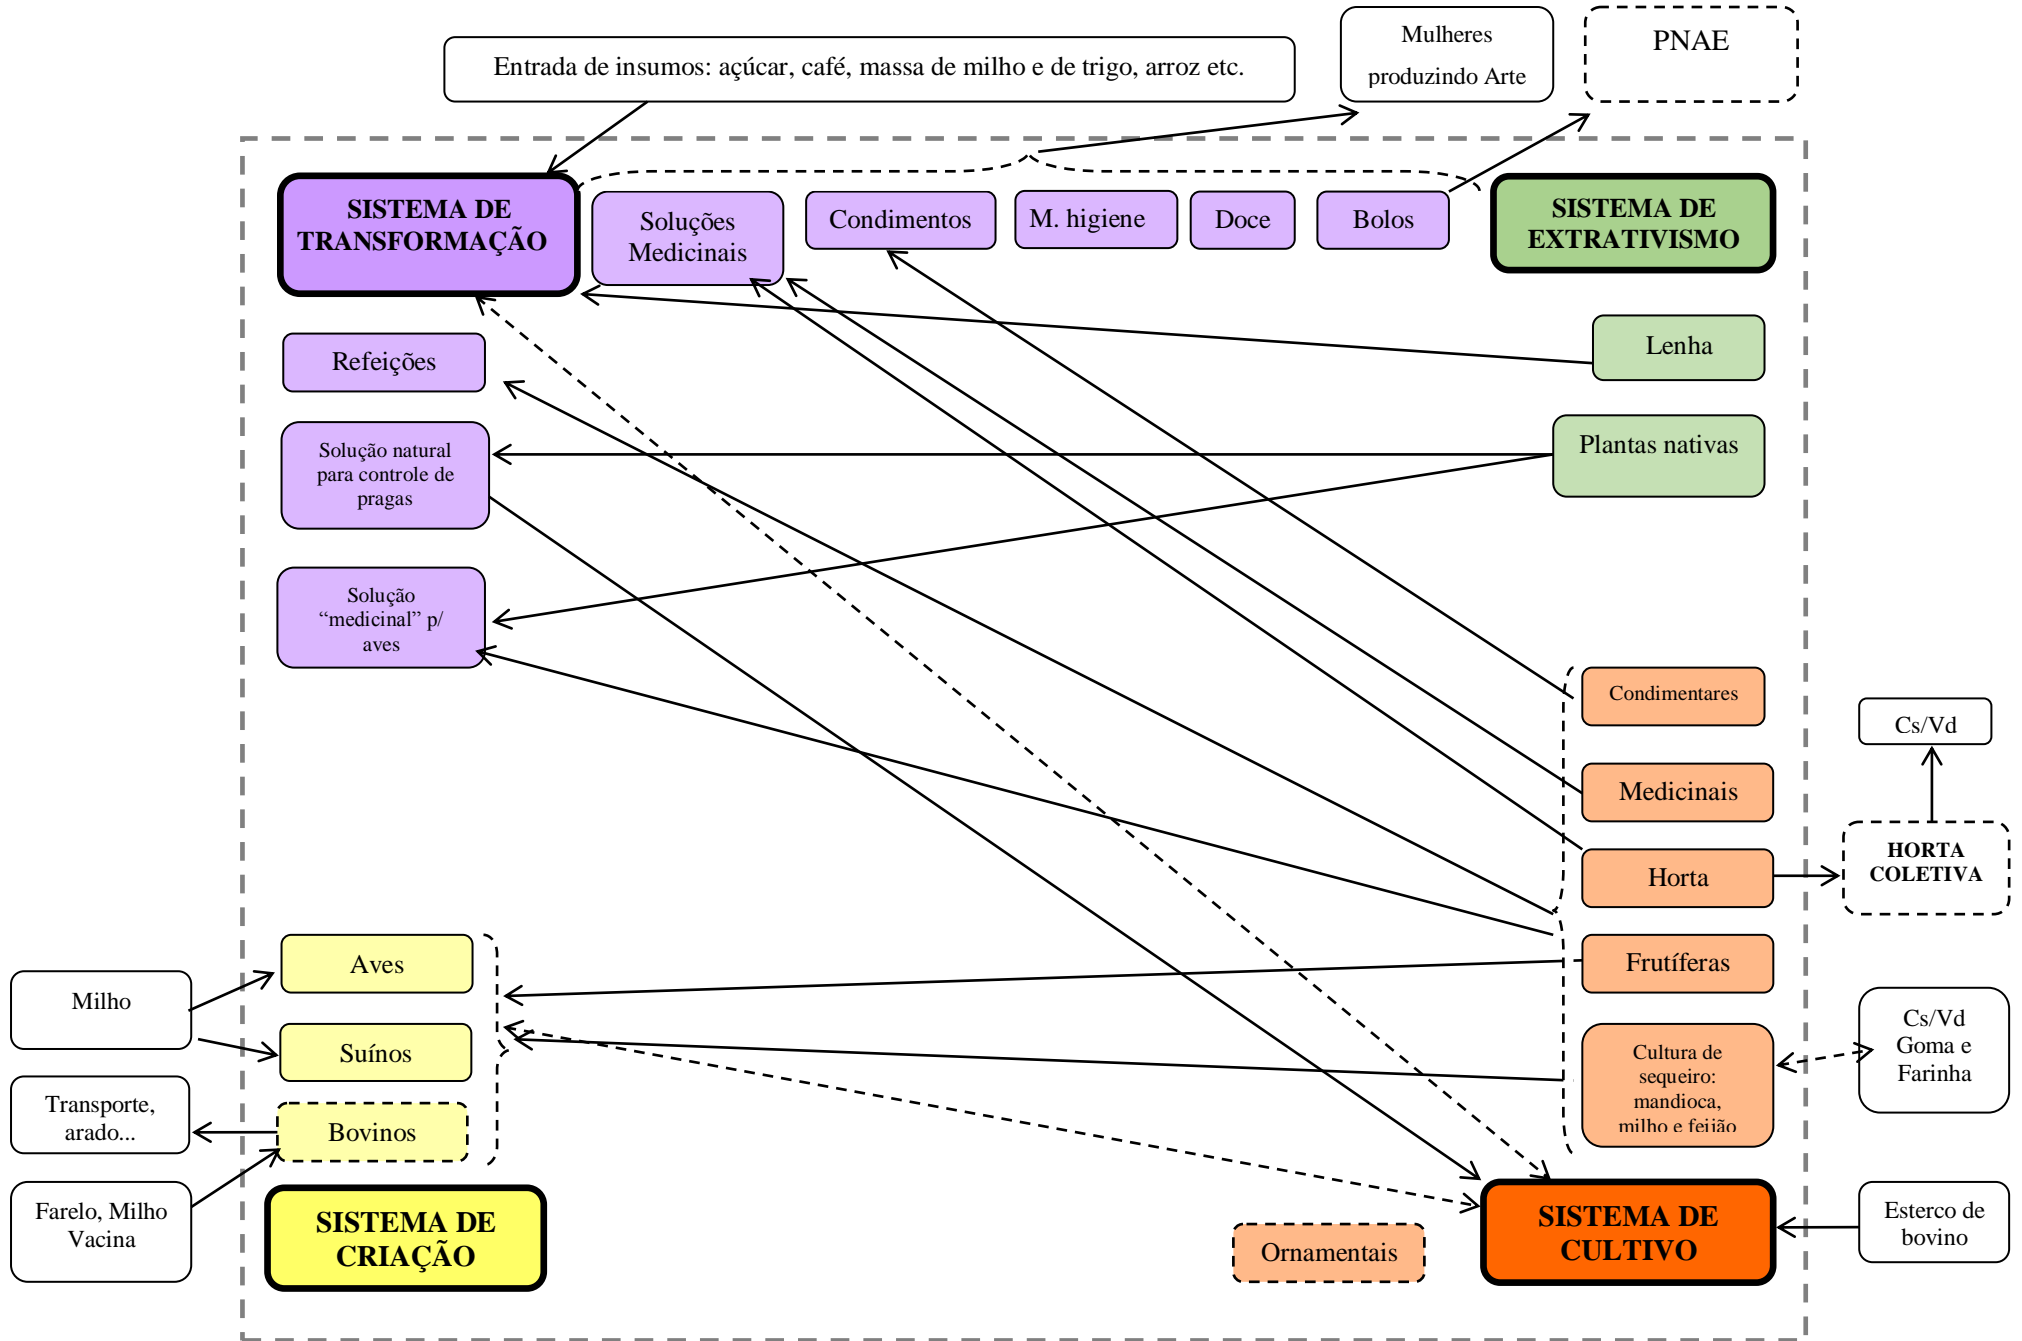 Entrada de insumos: açúcar, café, massa de milho e de trigo, arroz etc.
Mulheres
produzindo Arte
PNAE
SISTEMA DE
TRANSFORMAÇÃO
Soluções
Medicinais
Condimentos
M. higiene
Doce
Bolos
SISTEMA DE
EXTRATIVISMO
Refeições
Lenha
Solução natural
para controle de
pragas
Plantas nativas
Solução
“medicinal” p/
aves
Condimentares
Cs/Vd
Medicinais
Horta
HORTA
COLETIVA
Aves
Frutíferas
Milho
Suínos
Cultura de
sequeiro:
mandioca,
milho e feijão
Cs/Vd
Goma e
Farinha
Transporte,
arado...
Bovinos
Farelo, Milho
Vacina
SISTEMA DE
CRIAÇÃO
Ornamentais
SISTEMA DE
CULTIVO
Esterco de
bovino